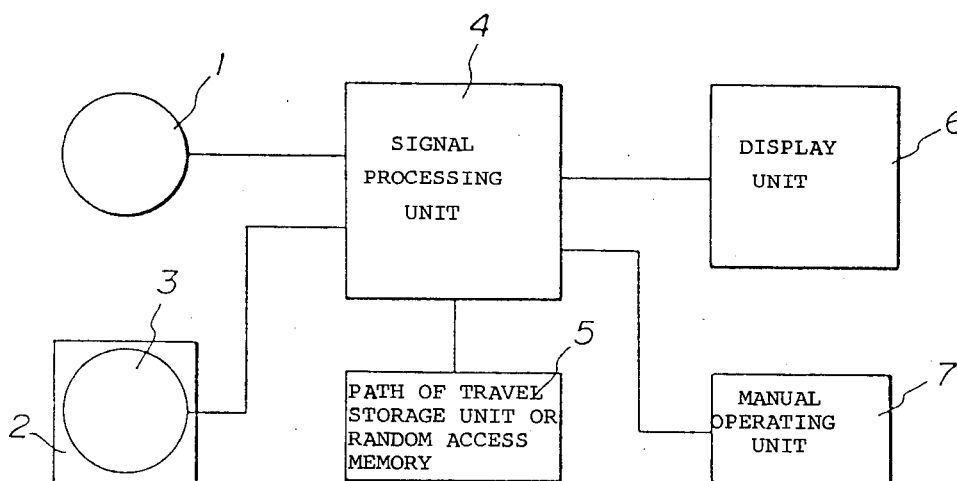 1
4
SIGNAL
PROCESSING
UNIT
DISPLAY
UNIT
6
3
2
5
PATH OF TRAVEL
STORAGE UNIT OR
RANDOM ACCESS
MEMORY
7
MANUAL
OPERATING
UNIT